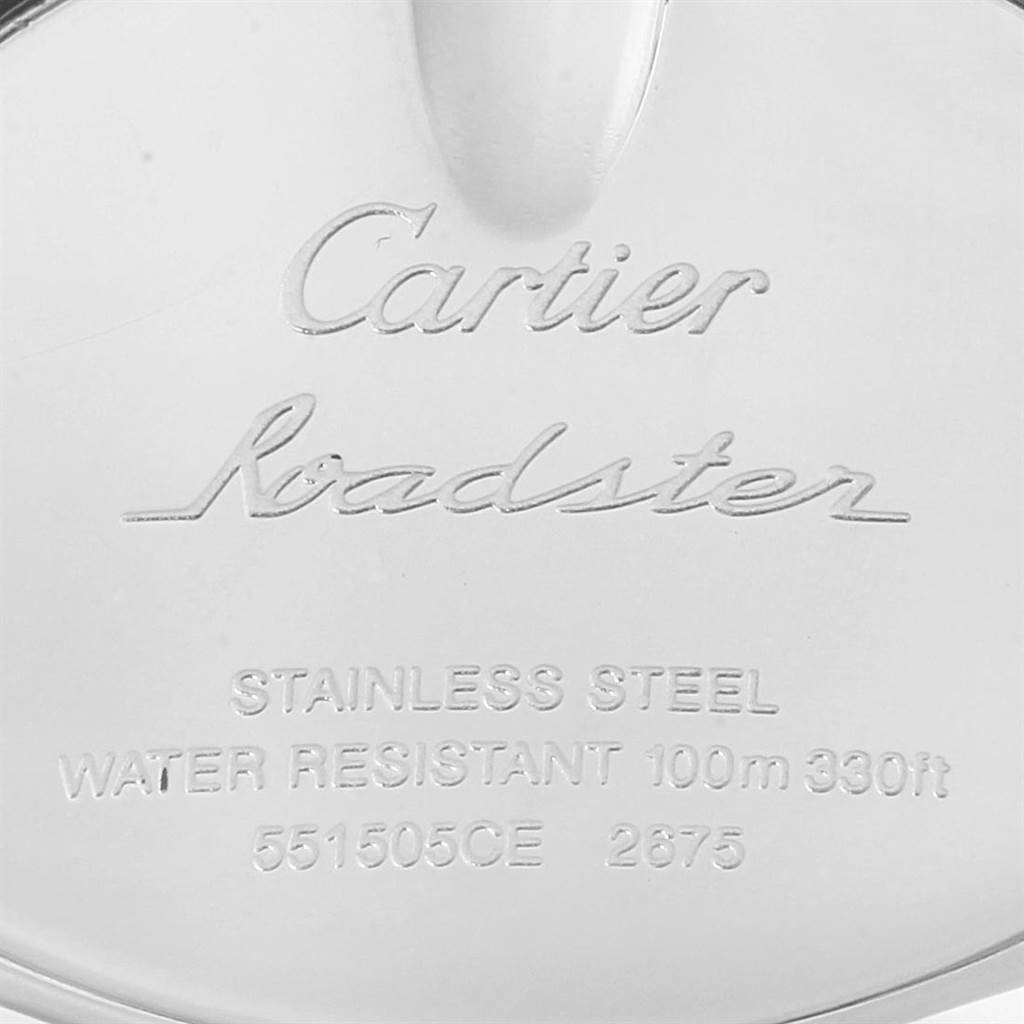 Cartier
Roadster
STAINLESS STEEL
WATER RESISTANT 100m 330ft
551505CE 2675